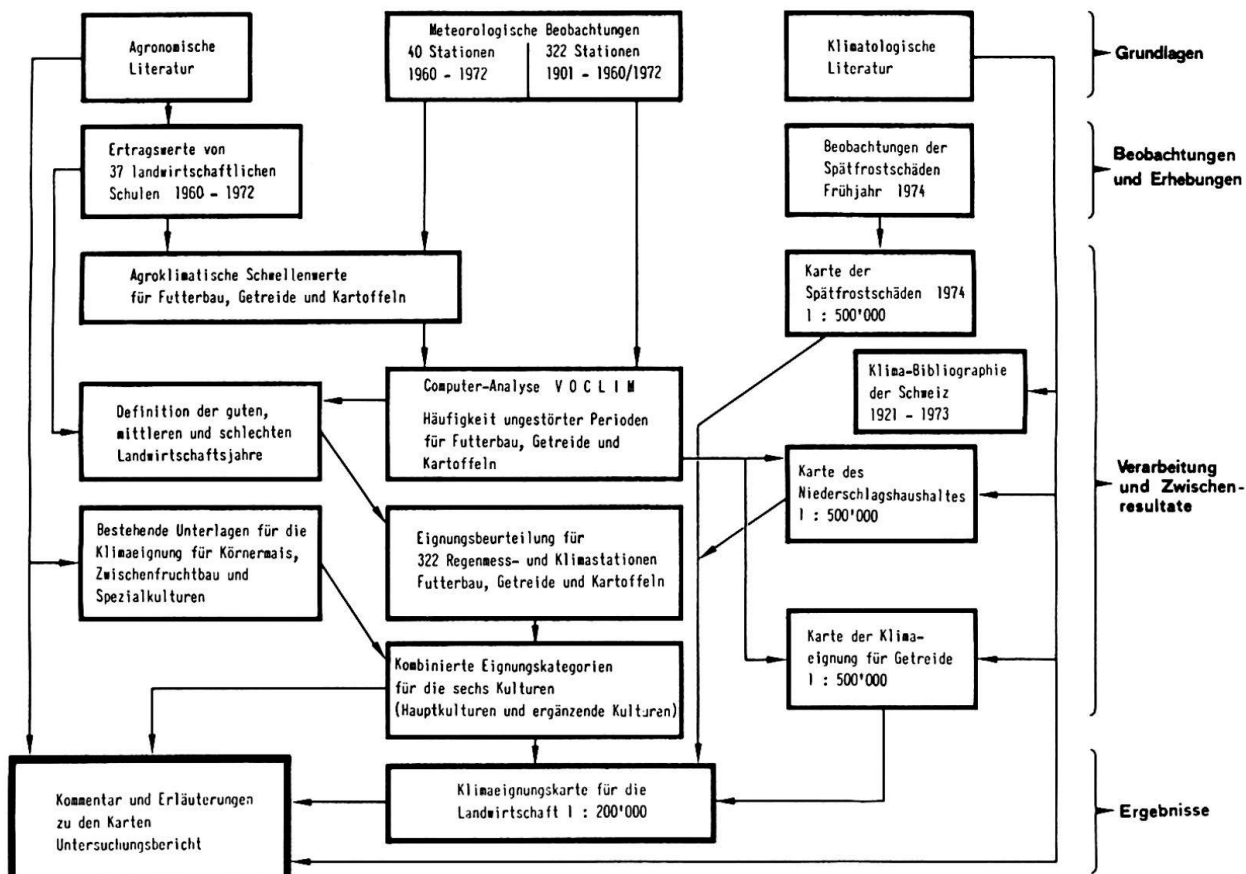 Agronomische
Literatur
Meteorologische Beobachtungen
40 Stationen
1960 - 1972
322 Stationen
1901 - 1960/1972
Klimatologische
Literatur
Grundlagen
Ertragswerte von
37 landwirtschaftlichen
Schulen 1960 - 1972
Beobachtungen der
Spätfrostschäden
Frühjahr 1974
Beobachtungen
und Erhebungen
Agroklimatische Schwellenwerte
für Futterbau, Getreide und Kartoffeln
Karte der
Spätfrostschäden 1974
1 : 500'000
Klima-Bibliographie
der Schweiz
1921 - 1973
Computer-Analyse V O C L I M
Häufigkeit ungestörter Perioden
für Futterbau, Getreide und
Kartoffeln
Definition der guten,
mittleren und schlechten
Landwirtschaftsjahre
Karte des
Niederschlagshaushaltes
1 : 500'000
Verarbeitung
und Zwischen-
resultate
Bestehende Unterlagen für die
Klimaeignung für Körnermais,
Zwischenfruchtbau und
Spezialkulturen
Eignungsbeurteilung für
322 Regenmess- und Klimastationen
Futterbau, Getreide und Kartoffeln
Karte der Klima-
eignung für Getreide
1 : 500'000
Kombinierte Eignungskategorien
für die sechs Kulturen
(Hauptkulturen und ergänzende Kulturen)
Kommentar und Erläuterungen
zu den Karten
Untersuchungsbericht
Klimaeignungskarte für die
Landwirtschaft 1 : 200'000
Ergebnisse